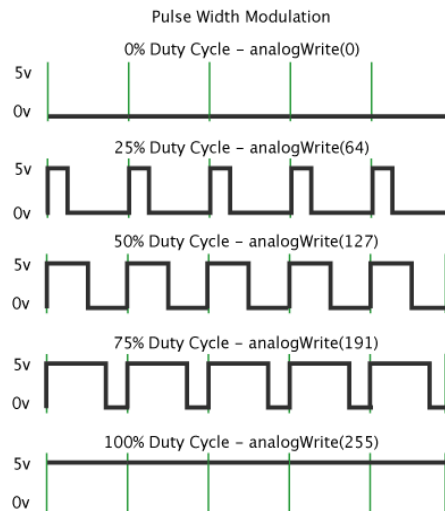 Pulse Width Modulation
0% Duty Cycle – analogWrite(0)
5v
0v
25% Duty Cycle – analogWrite(64)
5v
0v
50% Duty Cycle – analogWrite(127)
5v
0v
75% Duty Cycle – analogWrite(191)
5v
0v
100% Duty Cycle – analogWrite(255)
5v
0v